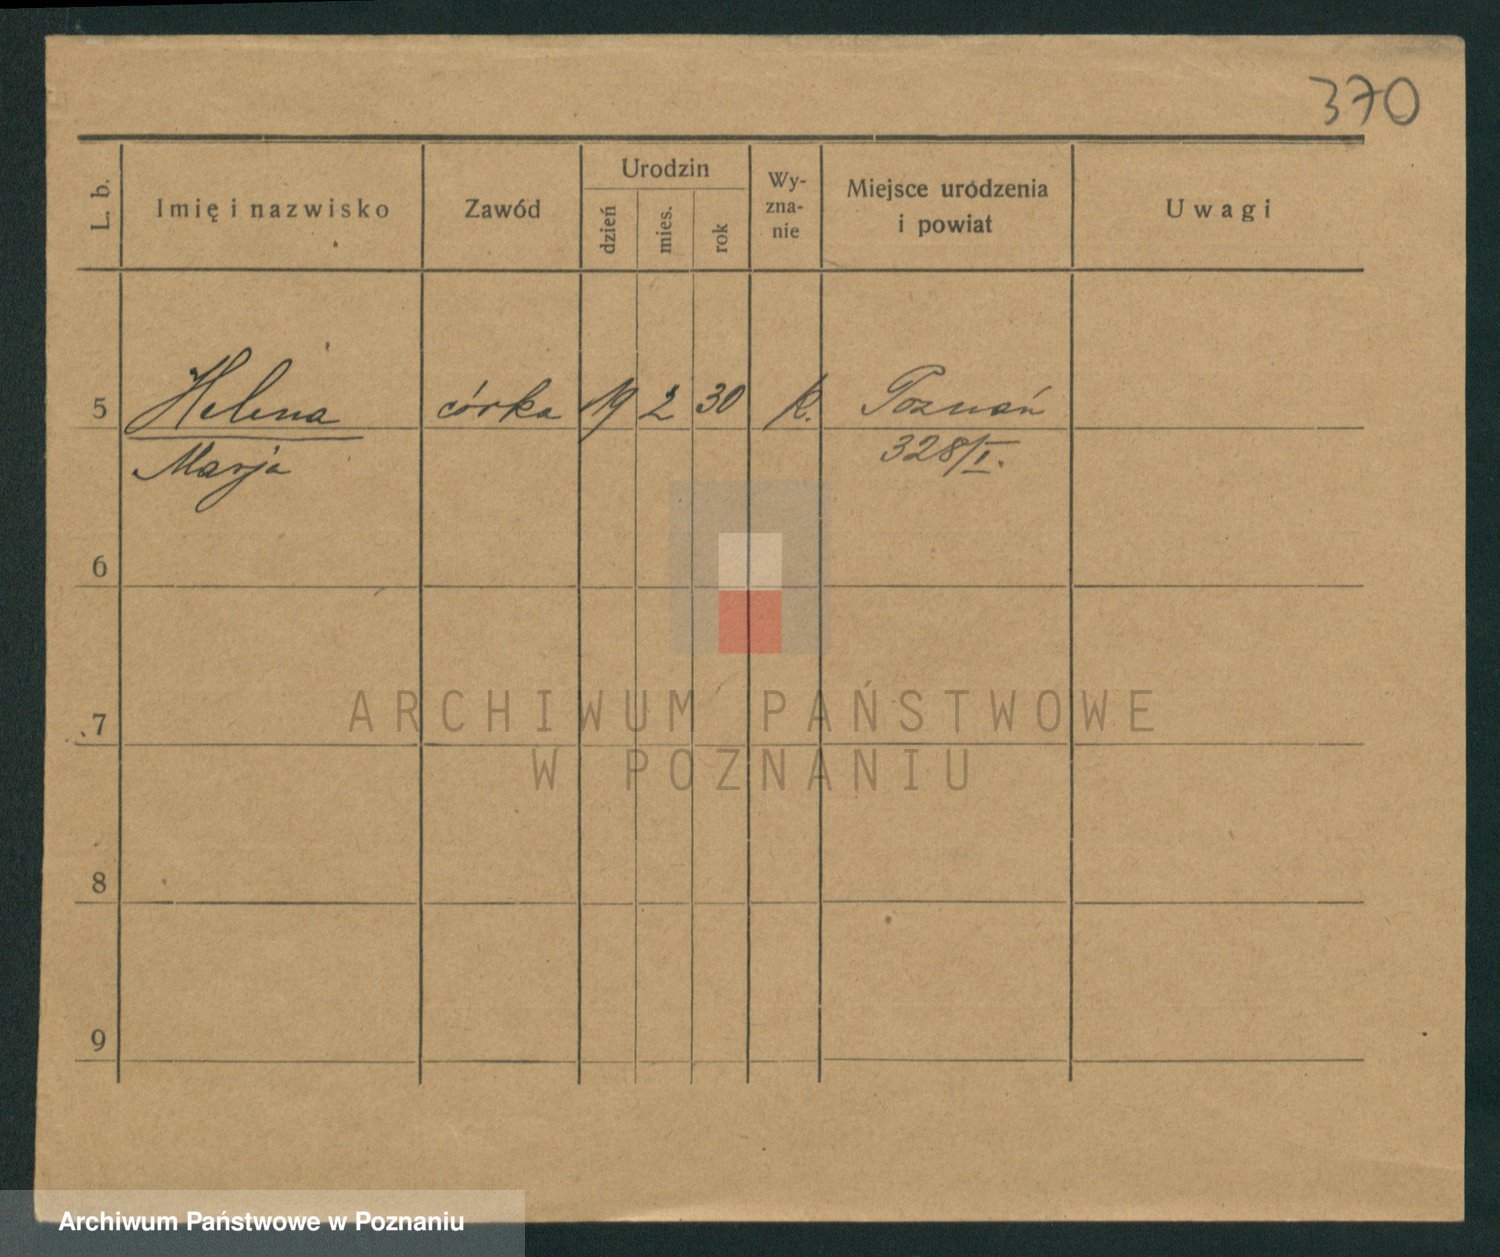 370
L. b.
Imię i nazwisko
Zawód
Urodzin
dzień
mies.
rok
Wy-
zna-
nie
Miejsce urodzenia
i powiat
Uwagi
5 Helena córka 19 2 30 k. Poznań
Marja 328/I.
6
7
8
9
ARCHIWUM PAŃSTWOWE
W POZNANIU
Archiwum Państwowe w Poznaniu